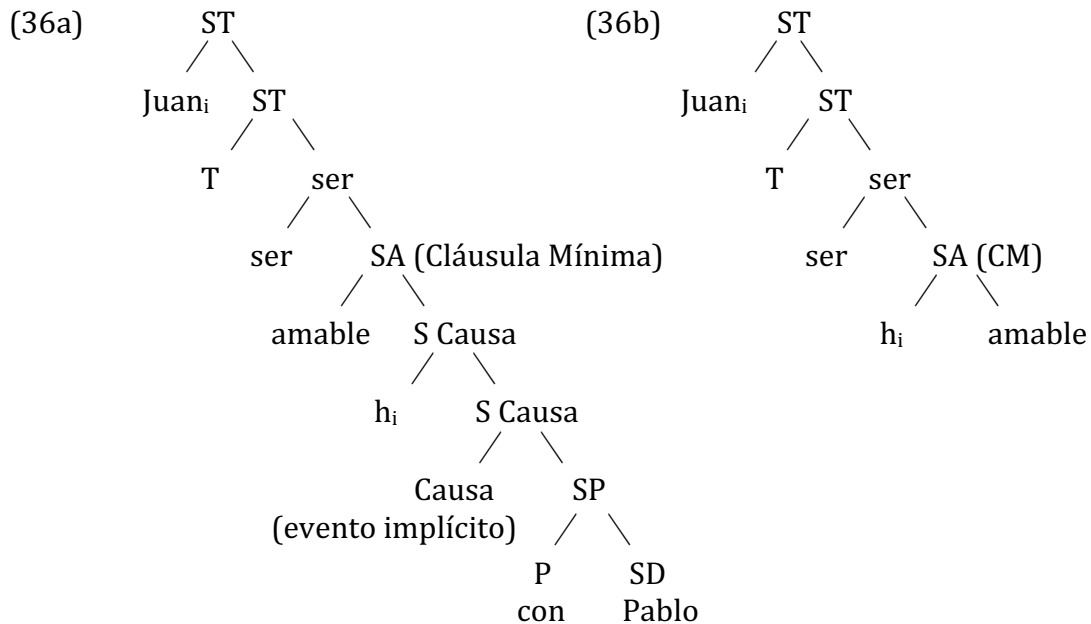 (36a) ST (36b) ST
Juanᵢ ST Juanᵢ ST
T ser T ser
ser SA (Cláusula Mínima) ser SA (CM)
amable S Causa hᵢ amable
hᵢ S Causa
Causa SP
(evento implícito)
P SD
con Pablo